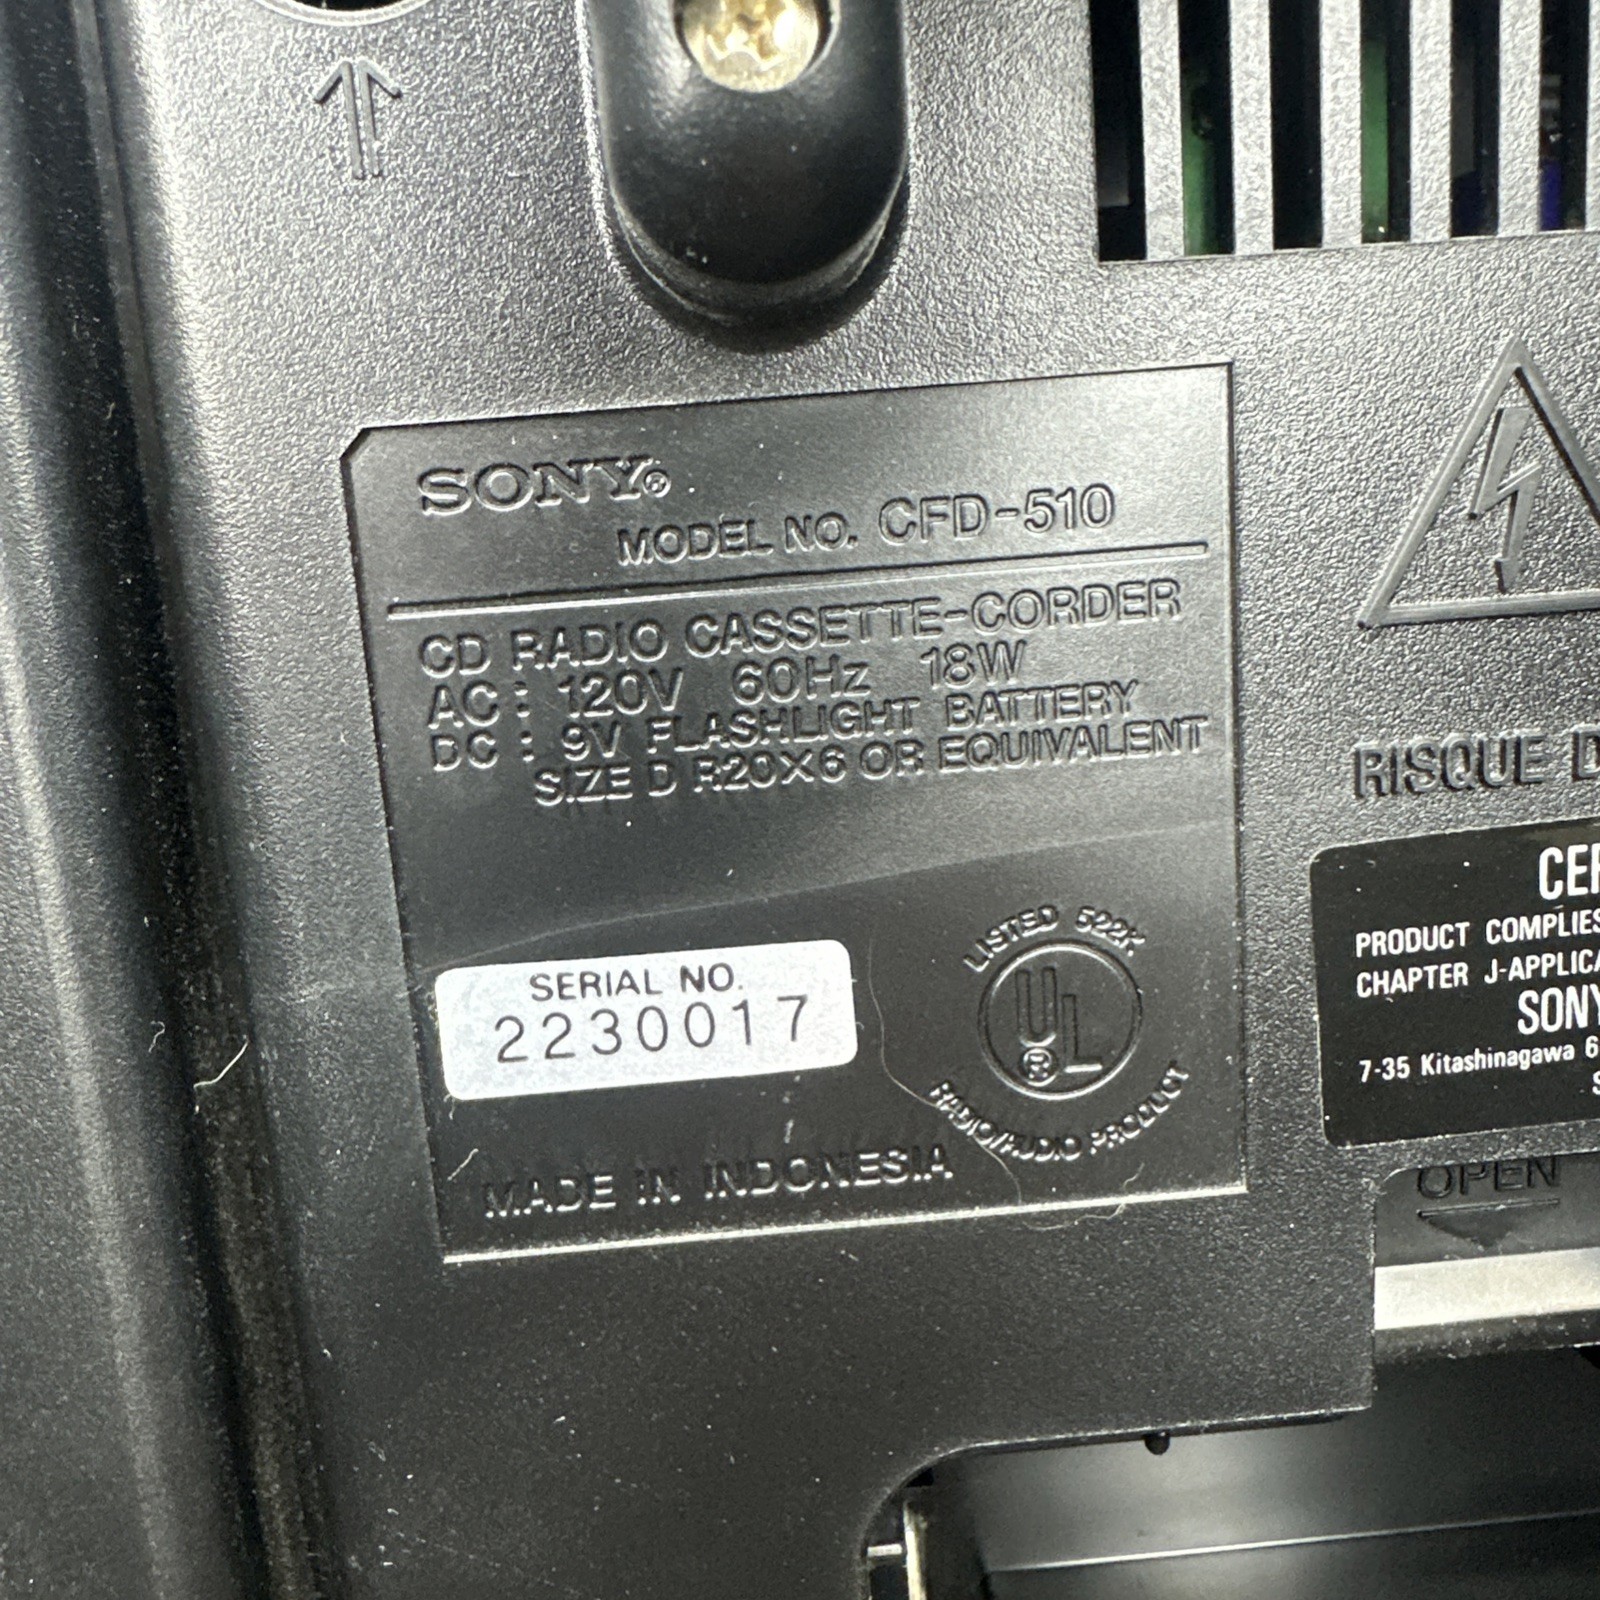 SONY®
MODEL NO. CFD-510
CD RADIO CASSETTE-CORDER
AC : 120V 60Hz 18W
DC : 9V FLASHLIGHT BATTERY
SIZE D R20X6 OR EQUIVALENT
SERIAL NO.
2230017
LISTED 522K
UL®
RADIO/AUDIO PRODUCT
MADE IN INDONESIA
RISQUE D
CER
PRODUCT COMPLIES
CHAPTER J-APPLICA
SONY
7-35 Kitashinagawa 6
S
OPEN